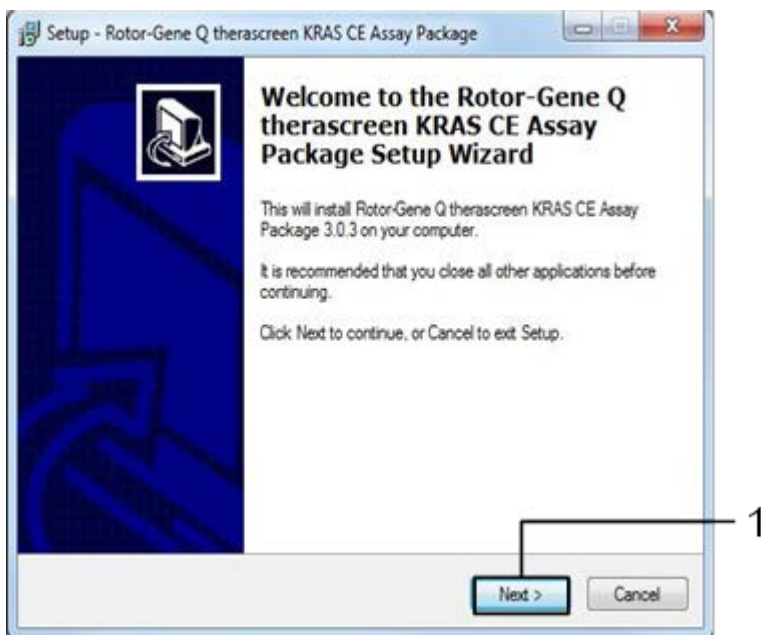 Setup - Rotor-Gene Q therascreen KRAS CE Assay Package
Welcome to the Rotor-Gene Q
therascreen KRAS CE Assay
Package Setup Wizard
This will install Rotor-Gene Q therascreen KRAS CE Assay
Package 3.0.3 on your computer.
It is recommended that you close all other applications before
continuing.
Click Next to continue, or Cancel to exit Setup.
1
Next > Cancel